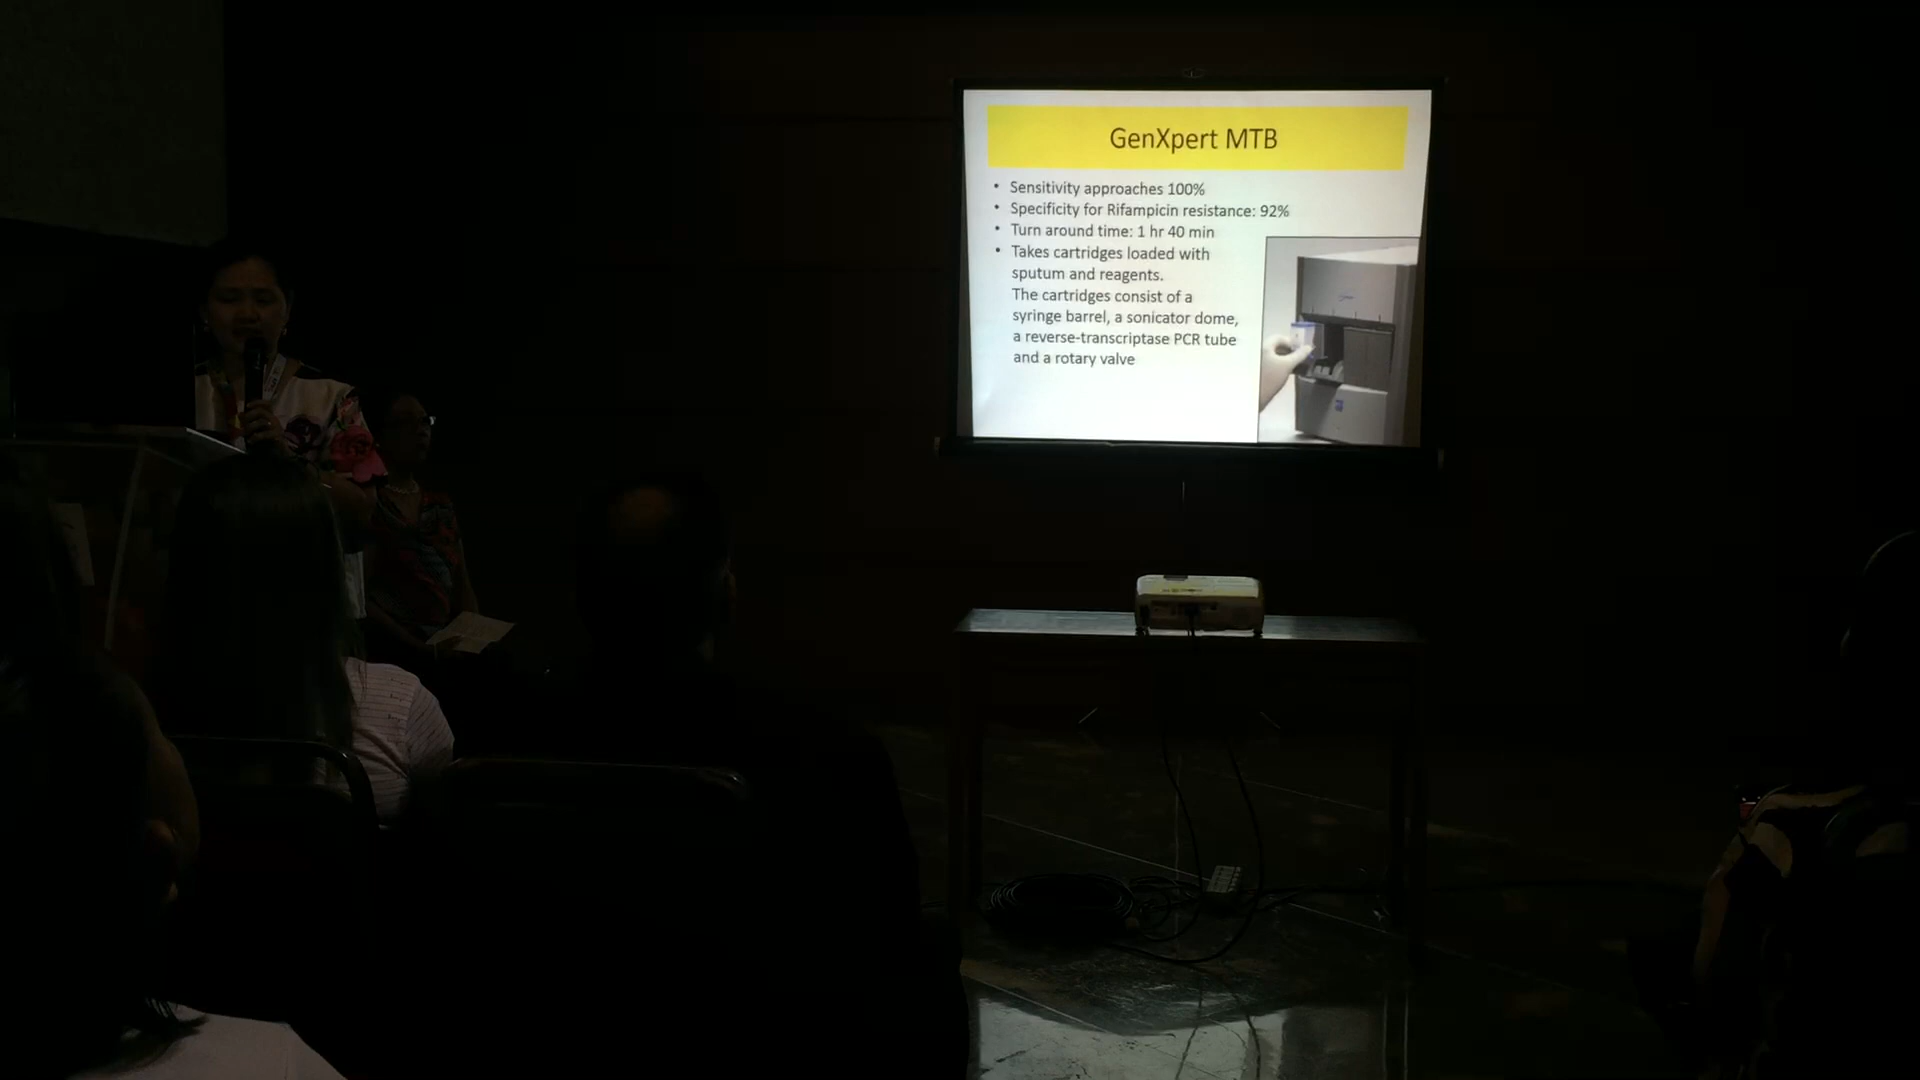 GenXpert MTB
• Sensitivity approaches 100%
• Specificity for Rifampicin resistance: 92%
• Turn around time: 1 hr 40 min
• Takes cartridges loaded with
sputum and reagents.
The cartridges consist of a
syringe barrel, a sonicator dome,
a reverse-transcriptase PCR tube
and a rotary valve